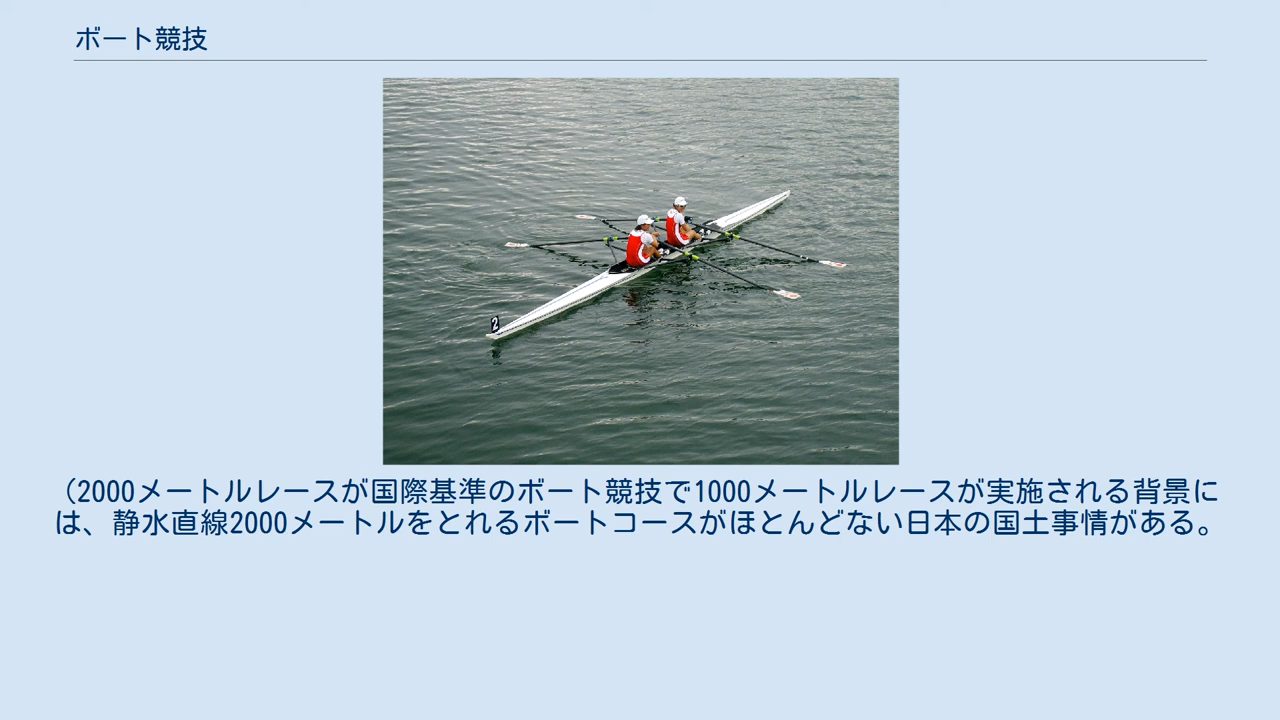 ボート競技
2
（2000メートルレースが国際基準のボート競技で1000メートルレースが実施される背景に
は、静水直線2000メートルをとれるボートコースがほとんどない日本の国土事情がある。